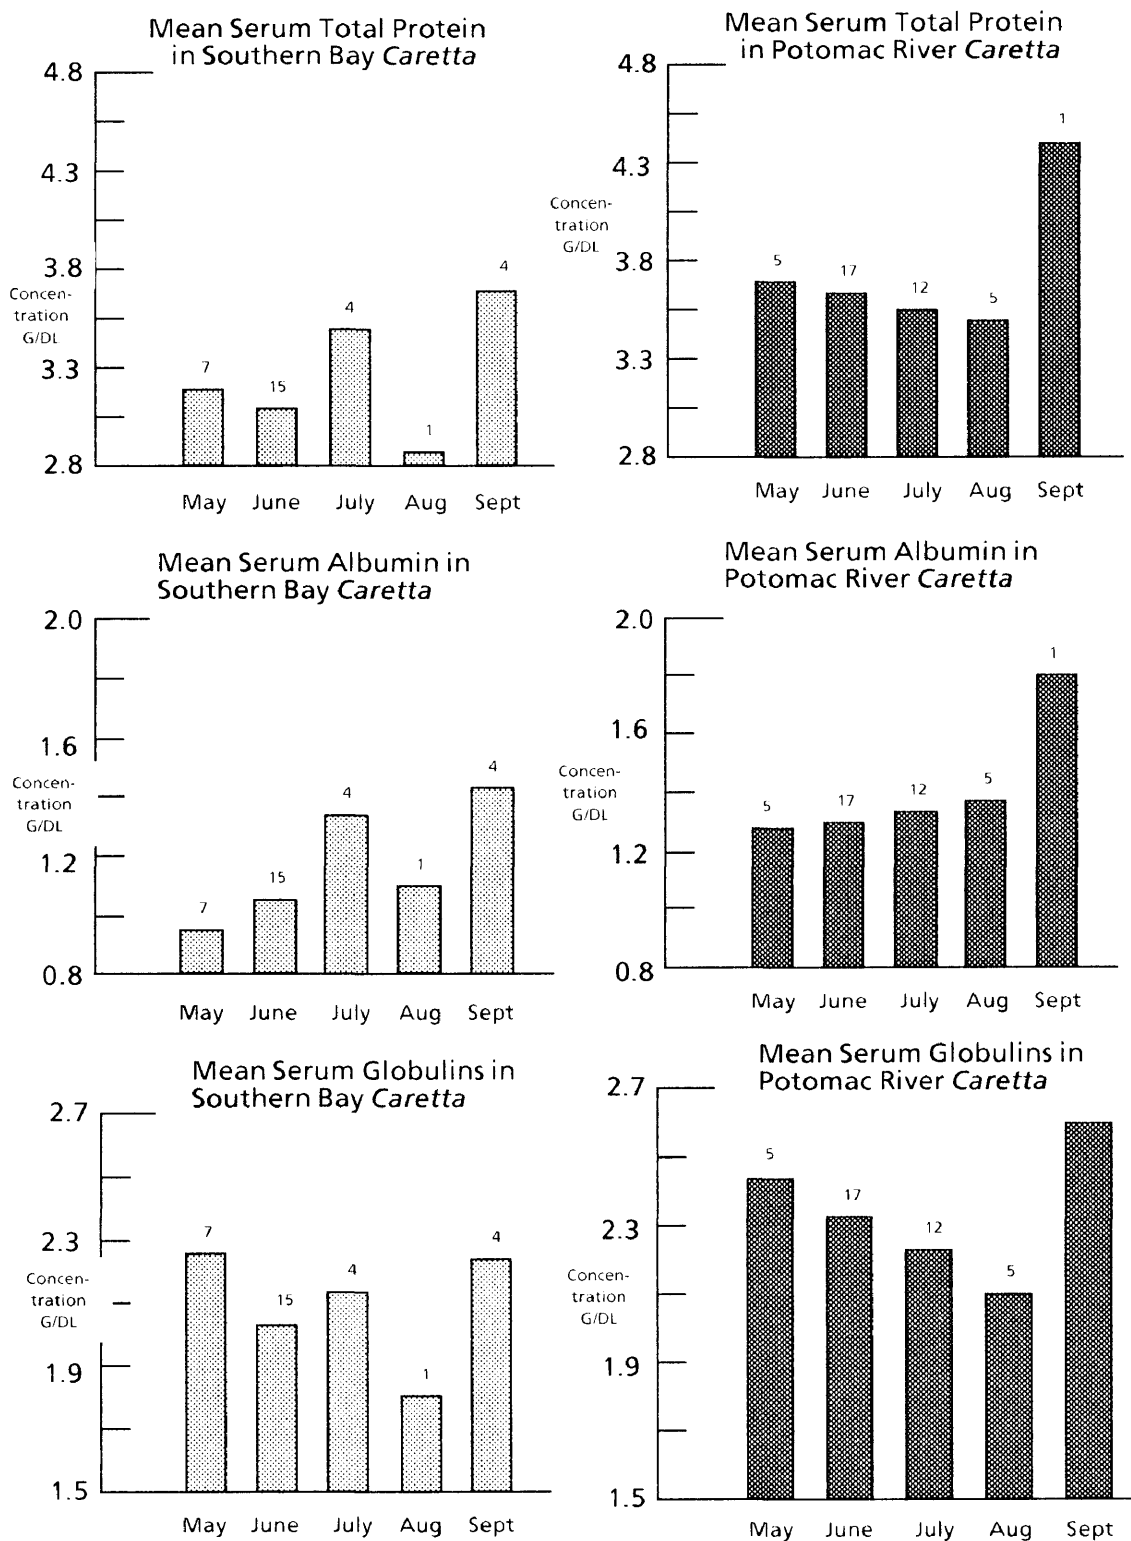 Mean Serum Total Protein
in Southern Bay Caretta
4.8
4.3
3.8
Concen-
tration
G/DL
3.3
2.8
7
15
4
1
4
May June July Aug Sept
Mean Serum Total Protein
in Potomac River Caretta
4.8
4.3
Concen-
tration
G/DL
3.8
3.3
2.8
5
17
12
5
1
May June July Aug Sept
Mean Serum Albumin in
Southern Bay Caretta
2.0
1.6
Concen-
tration
G/DL
1.2
0.8
7
15
4
1
4
May June July Aug Sept
Mean Serum Albumin in
Potomac River Caretta
2.0
1.6
Concen-
tration
G/DL
1.2
0.8
5
17
12
5
1
May June July Aug Sept
Mean Serum Globulins in
Southern Bay Caretta
2.7
2.3
Concen-
tration
G/DL
1.9
1.5
7
15
4
1
4
May June July Aug Sept
Mean Serum Globulins in
Potomac River Caretta
2.7
2.3
Concen-
tration
G/DL
1.9
1.5
5
17
12
5
May June July Aug Sept